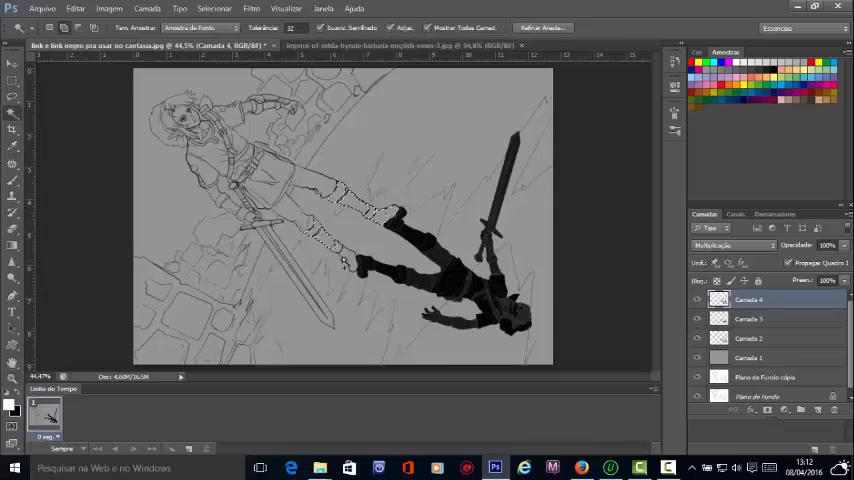 Ps Arquivo Editar Imagem Camada Tipo Selecionar Filtro Visualizar Janela Ajuda
Tam. Amostra: Amostra de Ponto Tolerância: 32 Suaviz. Serrilhado Adjac. Mostrar Todas Camad. Refinar Aresta... Essenciais
link e link negro pra usar no cantasia.jpg @ 44,5% (Camada 4, RGB/8#) * × legend-of-zelda-hyrule-historia-english-news-3.jpg @ 94,8% (RGB/8#) ×
Cor Amostras
Camadas Canais Demarcadores
Tipo
Multiplicação Opacidade: 100%
Propagar Quadro 1
Bloq.: Preen.: 100%
Camada 4
Camada 3
Camada 2
Camada 1
Plano de Fundo cópia
Plano de Fundo
44,47% Doc: 4,60M/16,5M
Linha do Tempo
1
0 seg.
Sempre
Pesquisar na Web e no Windows
13:12
08/04/2016